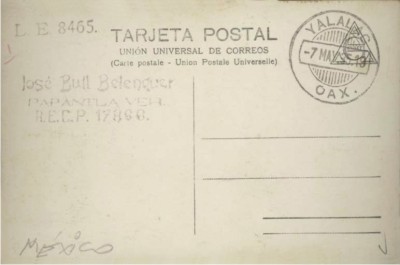 L. E. 8465.
TARJETA POSTAL
UNIÓN UNIVERSAL DE CORREOS
(Carte postale - Union Postale Universelle)
José Bull Belenguer
PAPANTLA VER.
R.E.C.P. 17866.
YALALAG
-7 MAY
OAX.
MÉXICO